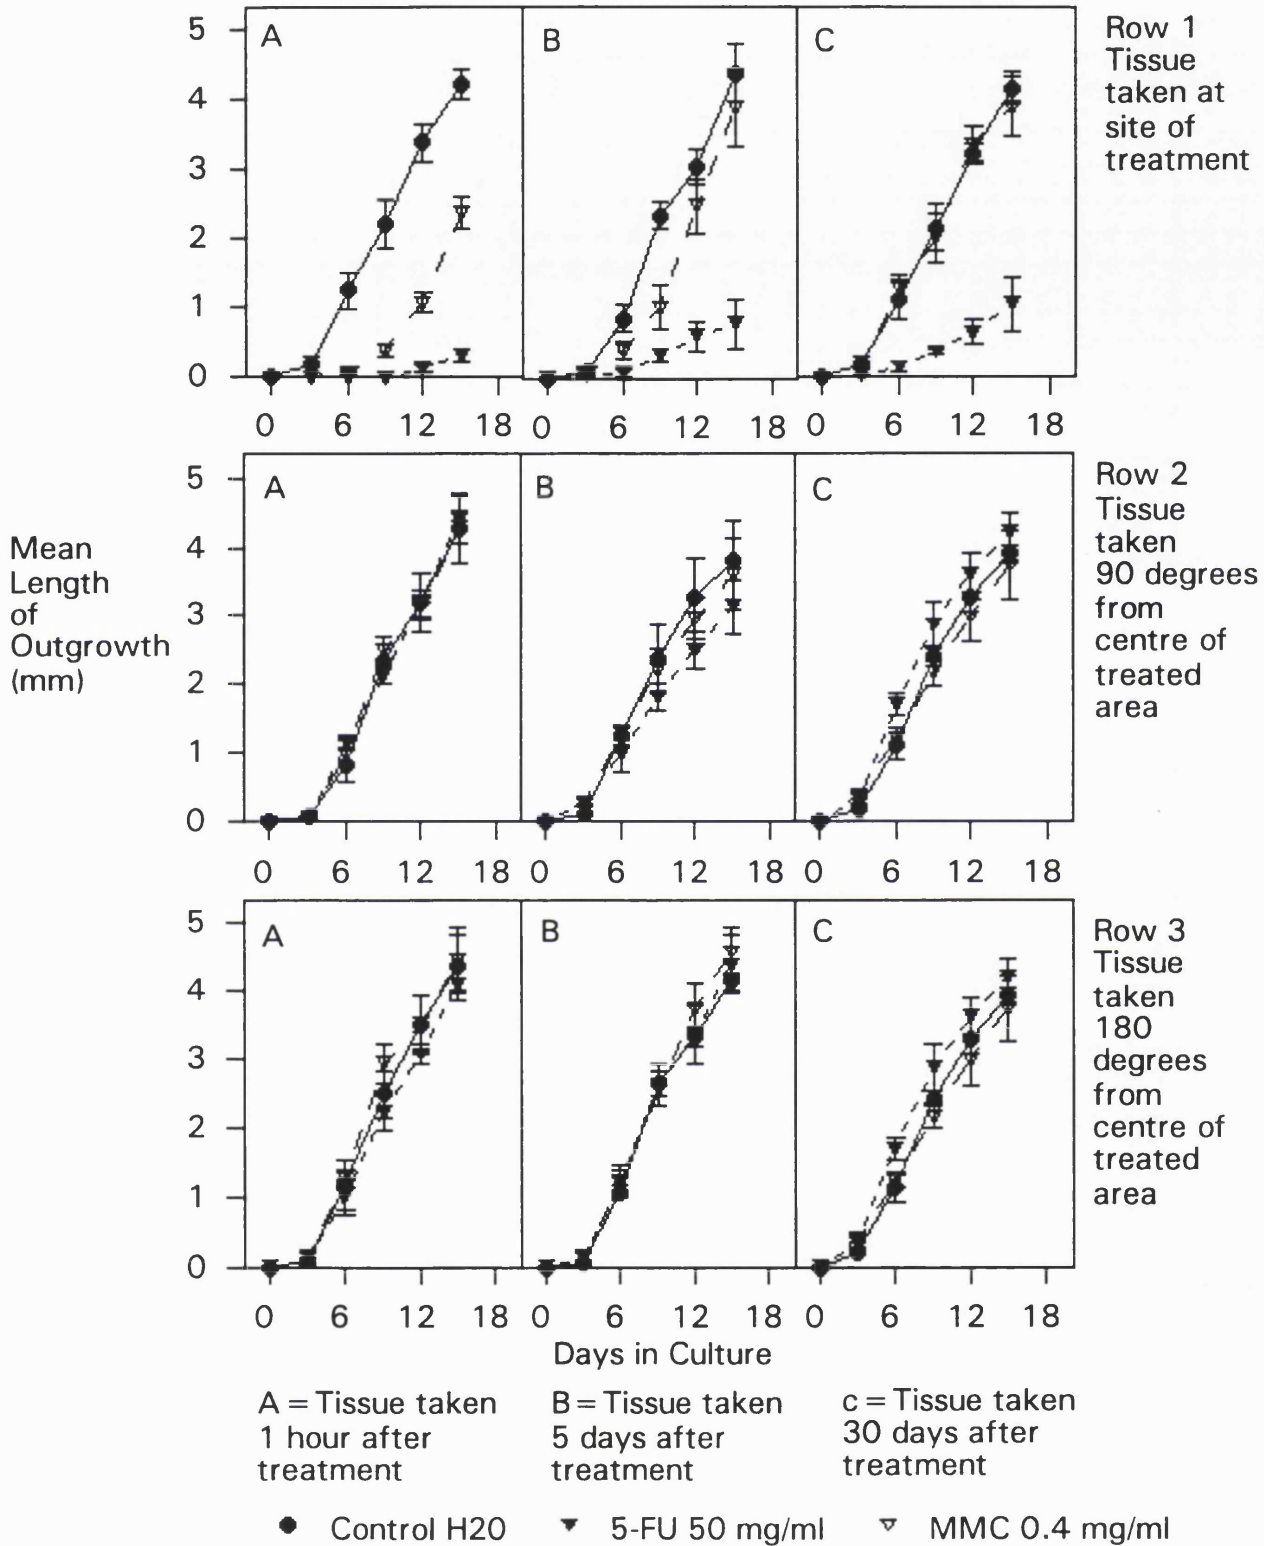 5
4
3
2
1
0
A
B
C
0 6 12 18 0 6 12 18 0 6 12 18
Row 1
Tissue
taken at
site of
treatment
Mean
Length
of
Outgrowth
(mm)
5
4
3
2
1
0
A
B
C
0 6 12 18 0 6 12 18 0 6 12 18
Row 2
Tissue
taken
90 degrees
from
centre of
treated
area
5
4
3
2
1
0
A
B
C
0 6 12 18 0 6 12 18 0 6 12 18
Row 3
Tissue
taken
180
degrees
from
centre of
treated
area
Days in Culture
A = Tissue taken
1 hour after
treatment
B = Tissue taken
5 days after
treatment
c = Tissue taken
30 days after
treatment
Control H20 5-FU 50 mg/ml MMC 0.4 mg/ml